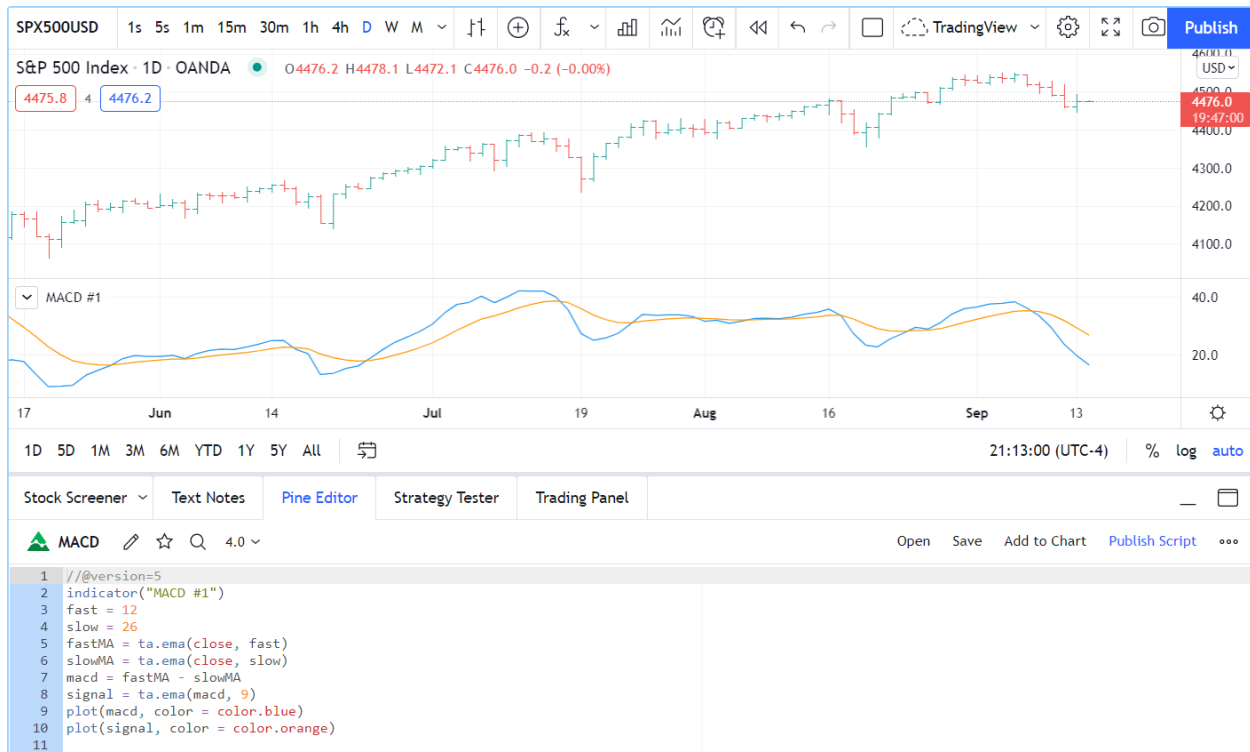 SPX500USD 1s 5s 1m 15m 30m 1h 4h D W M TradingView Publish
S&P 500 Index · 1D · OANDA O4476.2 H4478.1 L4472.1 C4476.0 −0.2 (−0.00%)
4600.0
USD
4475.8 4 4476.2
4500.0
4476.0
19:47:00
4400.0
4300.0
4200.0
4100.0
MACD #1
40.0
20.0
17 Jun 14 Jul 19 Aug 16 Sep 13
1D 5D 1M 3M 6M YTD 1Y 5Y All 21:13:00 (UTC-4) % log auto
Stock Screener Text Notes Pine Editor Strategy Tester Trading Panel
MACD 4.0 Open Save Add to Chart Publish Script
1 //@version=5
2 indicator("MACD #1")
3 fast = 12
4 slow = 26
5 fastMA = ta.ema(close, fast)
6 slowMA = ta.ema(close, slow)
7 macd = fastMA - slowMA
8 signal = ta.ema(macd, 9)
9 plot(macd, color = color.blue)
10 plot(signal, color = color.orange)
11